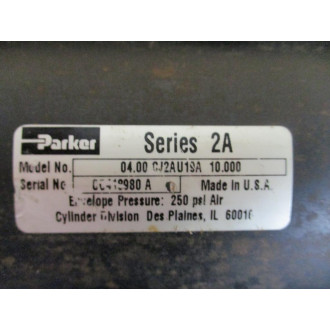 Parker
Series 2A
Model No. 04.00 CJ2AU19A 10.000
Serial No A
Made in U.S.A.
Envelope Pressure: 250 psi Air
Cylinder Division Des Plaines, IL 60016